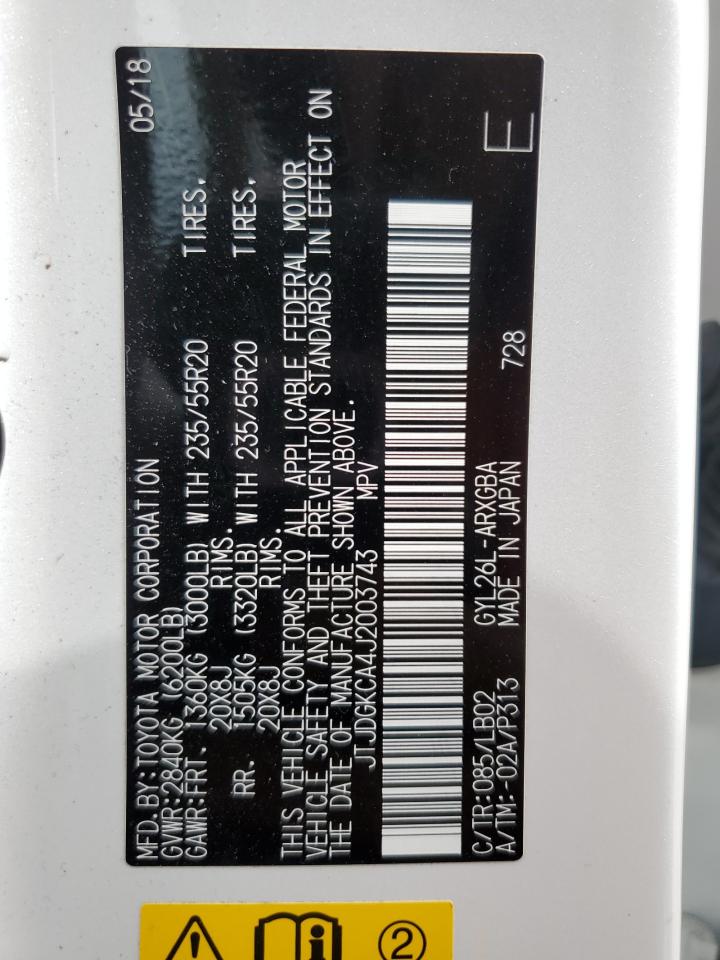 MFD.BY:TOYOTA MOTOR CORPORATION 05/18
GVWR:2840KG (6200LB)
GAWR:FRT. 1360KG (3000LB) WITH 235/55R20 TIRES,
20X8J RIMS.
RR. 1505KG (3320LB) WITH 235/55R20 TIRES,
20X8J RIMS.
THIS VEHICLE CONFORMS TO ALL APPLICABLE FEDERAL MOTOR
VEHICLE SAFETY AND THEFT PREVENTION STANDARDS IN EFFECT ON
THE DATE OF MANUFACTURE SHOWN ABOVE.
JTJDGKCA4J2003743 MPV
C/TR:085/LB02 GYL26L-ARXGBA
A/TM:-02A/P313 MADE IN JAPAN 728 E
2